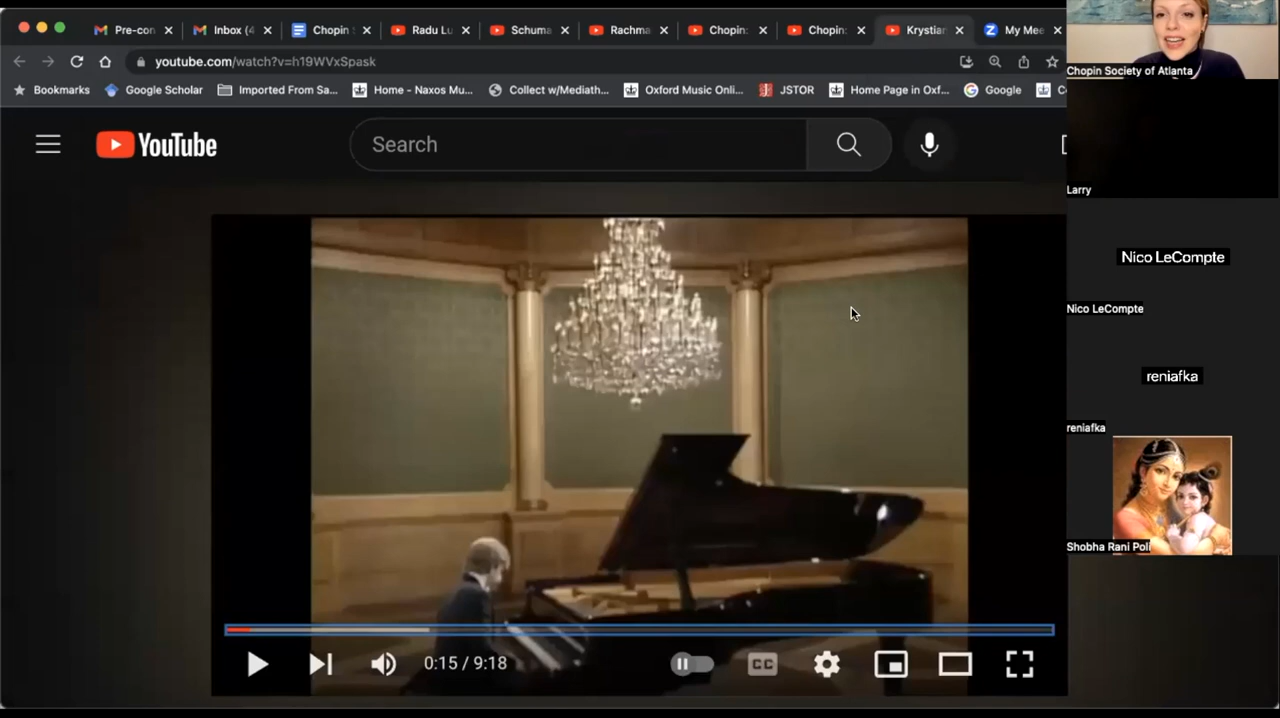 Pre-con
Inbox (4
Chopin
Radu Lu
Schuma
Rachma
Chopin:
Chopin:
Krystian
My Mee
youtube.com/watch?v=h19WVxSpask
Bookmarks
Google Scholar
Imported From Sa...
Home - Naxos Mu...
Collect w/Mediath...
Oxford Music Onli...
JSTOR
Home Page in Oxf...
Google
YouTube
Search
0:15 / 9:18
CC
Chopin Society of Atlanta
Larry
Nico LeCompte
Nico LeCompte
reniafka
reniafka
Shobha Rani Poli